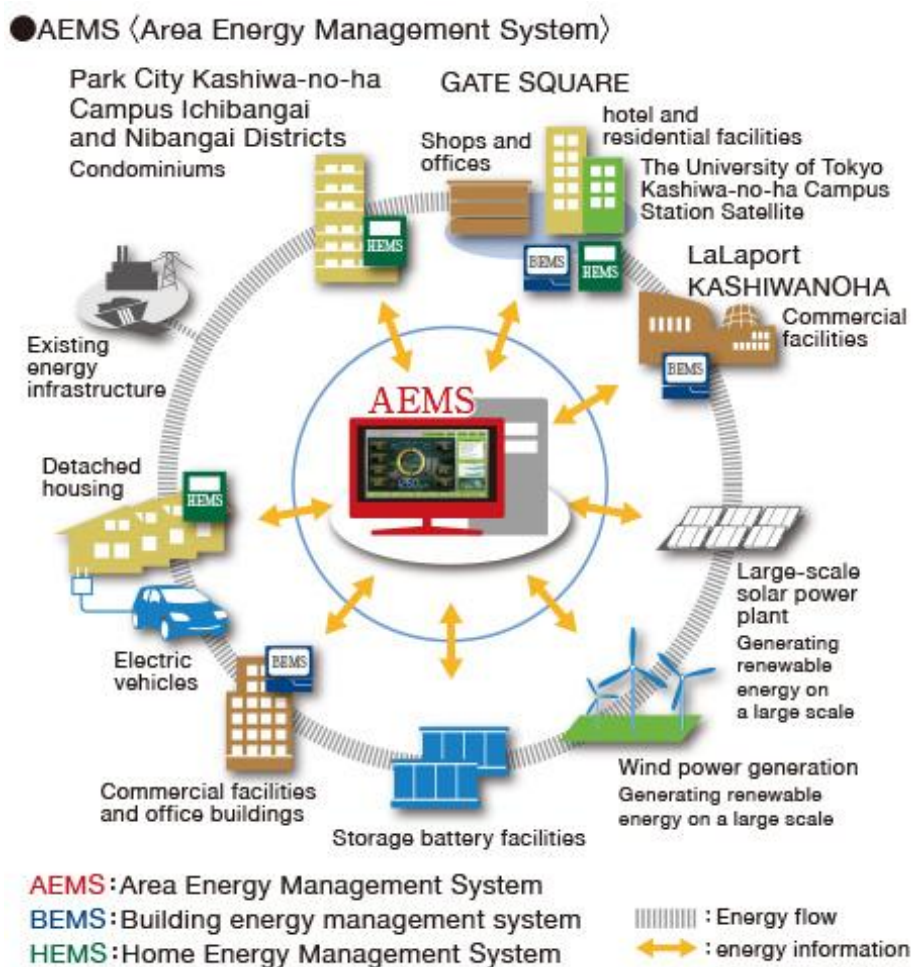 ●AEMS〈Area Energy Management System〉
Park City Kashiwa-no-ha
Campus Ichibangai
and Nibangai Districts
Condominiums
GATE SQUARE
Shops and
offices
hotel and
residential facilities
The University of Tokyo
Kashiwa-no-ha Campus
Station Satellite
HEMS
BEMS
HEMS
LaLaport
KASHIWANOHA
Commercial
facilities
BEMS
Existing
energy
infrastructure
AEMS
Detached
housing
HEMS
Large-scale
solar power
plant
Generating
renewable
energy on
a large scale
Electric
vehicles
BEMS
Commercial facilities
and office buildings
Storage battery facilities
Wind power generation
Generating renewable
energy on a large scale
AEMS:Area Energy Management System
BEMS:Building energy management system
HEMS:Home Energy Management System
: Energy flow
: energy information